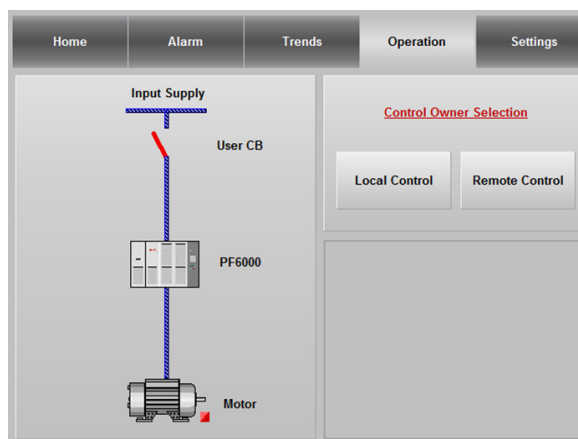 Home Alarm Trends Operation Settings
Input Supply
User CB
PF6000
Motor
Control Owner Selection
Local Control Remote Control